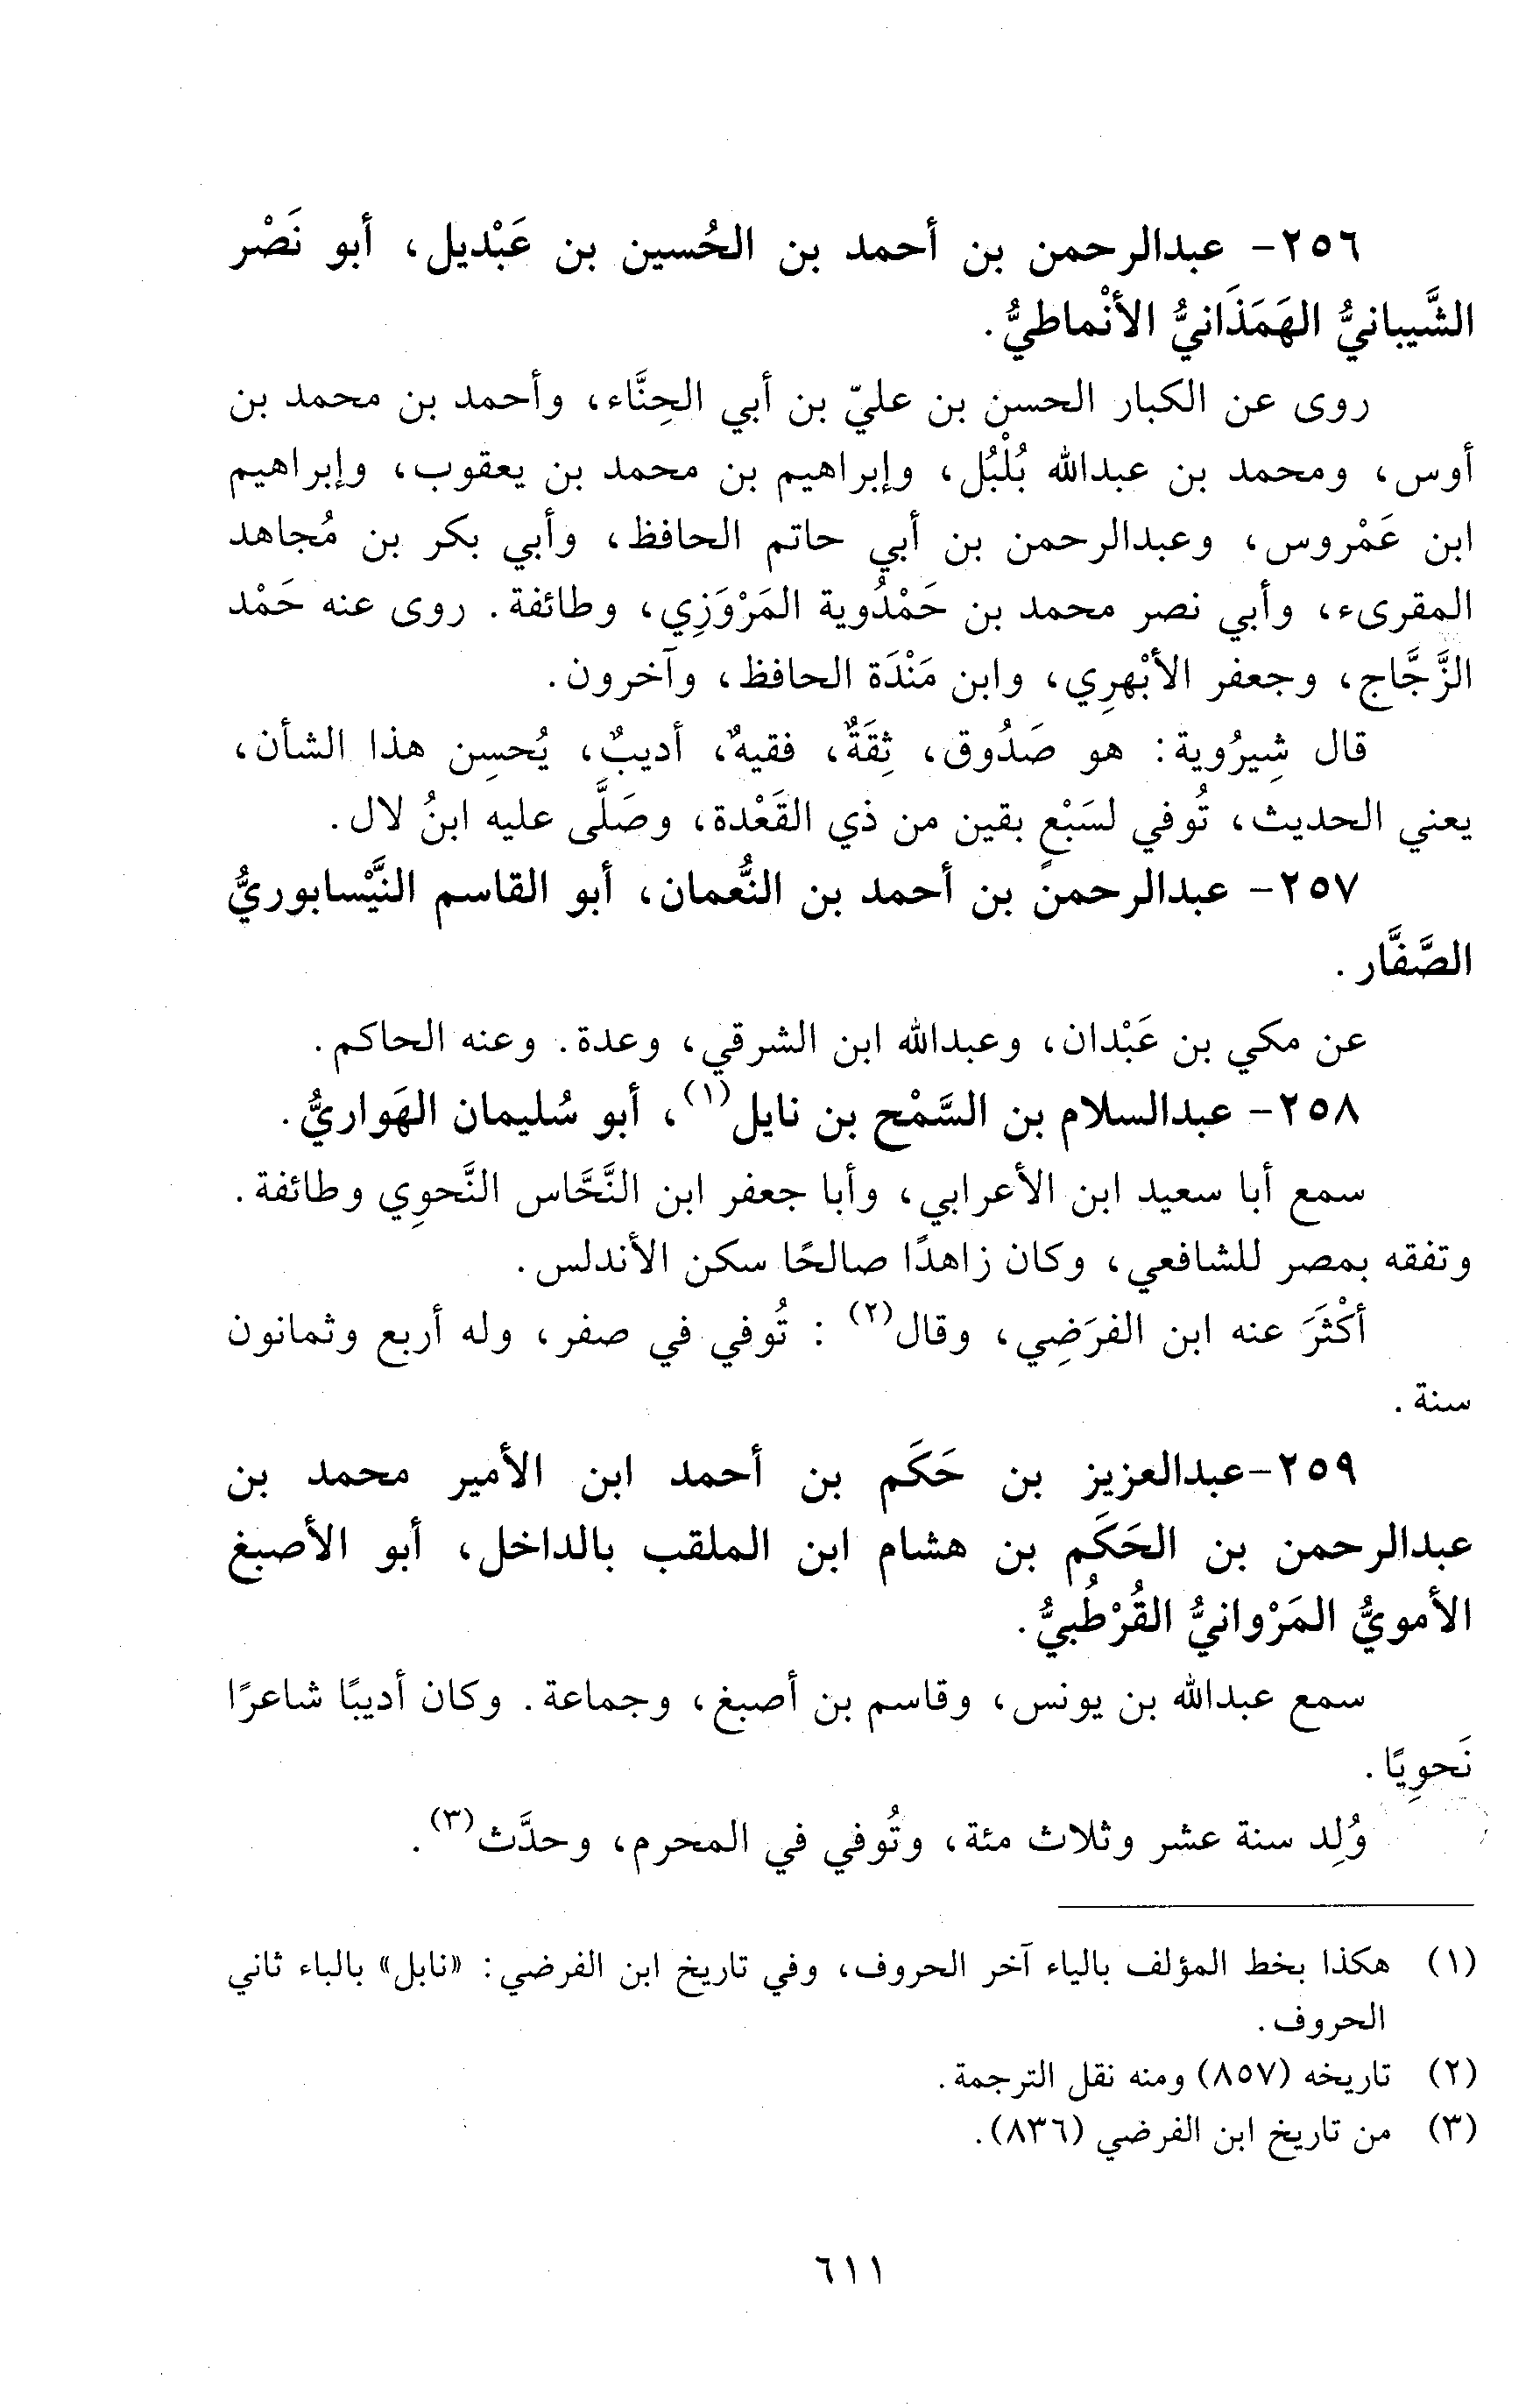 ٢٥٦- عبدالرحمن بن أحمد بن الحُسين بن عَبْديل، أبو نَصْر
الشَّيبانيُّ الهَمَذَانيُّ الأنْماطيُّ.
روى عن الكبار الحسن بن عليّ بن أبي الحِنَّاء، وأحمد بن محمد بن
أوس، ومحمد بن عبدالله بُلْبُل، وإبراهيم بن محمد بن يعقوب، وإبراهيم
ابن عَمْروس، وعبدالرحمن بن أبي حاتم الحافظ، وأبي بكر بن مُجاهد
المقرىء، وأبي نصر محمد بن حَمْدُوية المَرْوَزِي، وطائفة. روى عنه حَمْد
الزَّجَّاج، وجعفر الأبْهرِي، وابن مَنْدَة الحافظ، وآخرون.
قال شِيرُوية: هو صَدُوق، ثِقَةٌ، فقيهٌ، أديبٌ، يُحسِن هذا الشأن،
يعني الحديث، تُوفي لسَبْعٍ بقين من ذي القَعْدة، وصَلَّى عليه ابنُ لال.
٢٥٧- عبدالرحمن بن أحمد بن النُّعمان، أبو القاسم النَّيْسابوريُّ
الصَّفَّار.
عن مكي بن عَبْدان، وعبدالله ابن الشرقي، وعدة. وعنه الحاكم.
٢٥٨- عبدالسلام بن السَّمْح بن نايل(١)، أبو سُليمان الهَواريُّ.
سمع أبا سعيد ابن الأعرابي، وأبا جعفر ابن النَّحَّاس النَّحوِي وطائفة.
وتفقه بمصر للشافعي، وكان زاهدًا صالحًا سكن الأندلس.
أكْثَرَ عنه ابن الفرَضِي، وقال(٢) : تُوفي في صفر، وله أربع وثمانون
سنة.
٢٥٩-عبدالعزيز بن حَكَم بن أحمد ابن الأمير محمد بن
عبدالرحمن بن الحَكَم بن هشام ابن الملقب بالداخل، أبو الأصبغ
الأمويُّ المَرْوانيُّ القُرْطُبيُّ.
سمع عبدالله بن يونس، وقاسم بن أصبغ، وجماعة. وكان أديبًا شاعرًا
نَحوِيًا.
وُلِد سنة عشر وثلاث مئة، وتُوفي في المحرم، وحدَّث(٣).
(١) هكذا بخط المؤلف بالياء آخر الحروف، وفي تاريخ ابن الفرضي: «نابل» بالباء ثاني
الحروف.
(٢) تاريخه (٨٥٧) ومنه نقل الترجمة.
(٣) من تاريخ ابن الفرضي (٨٣٦).
٦١١